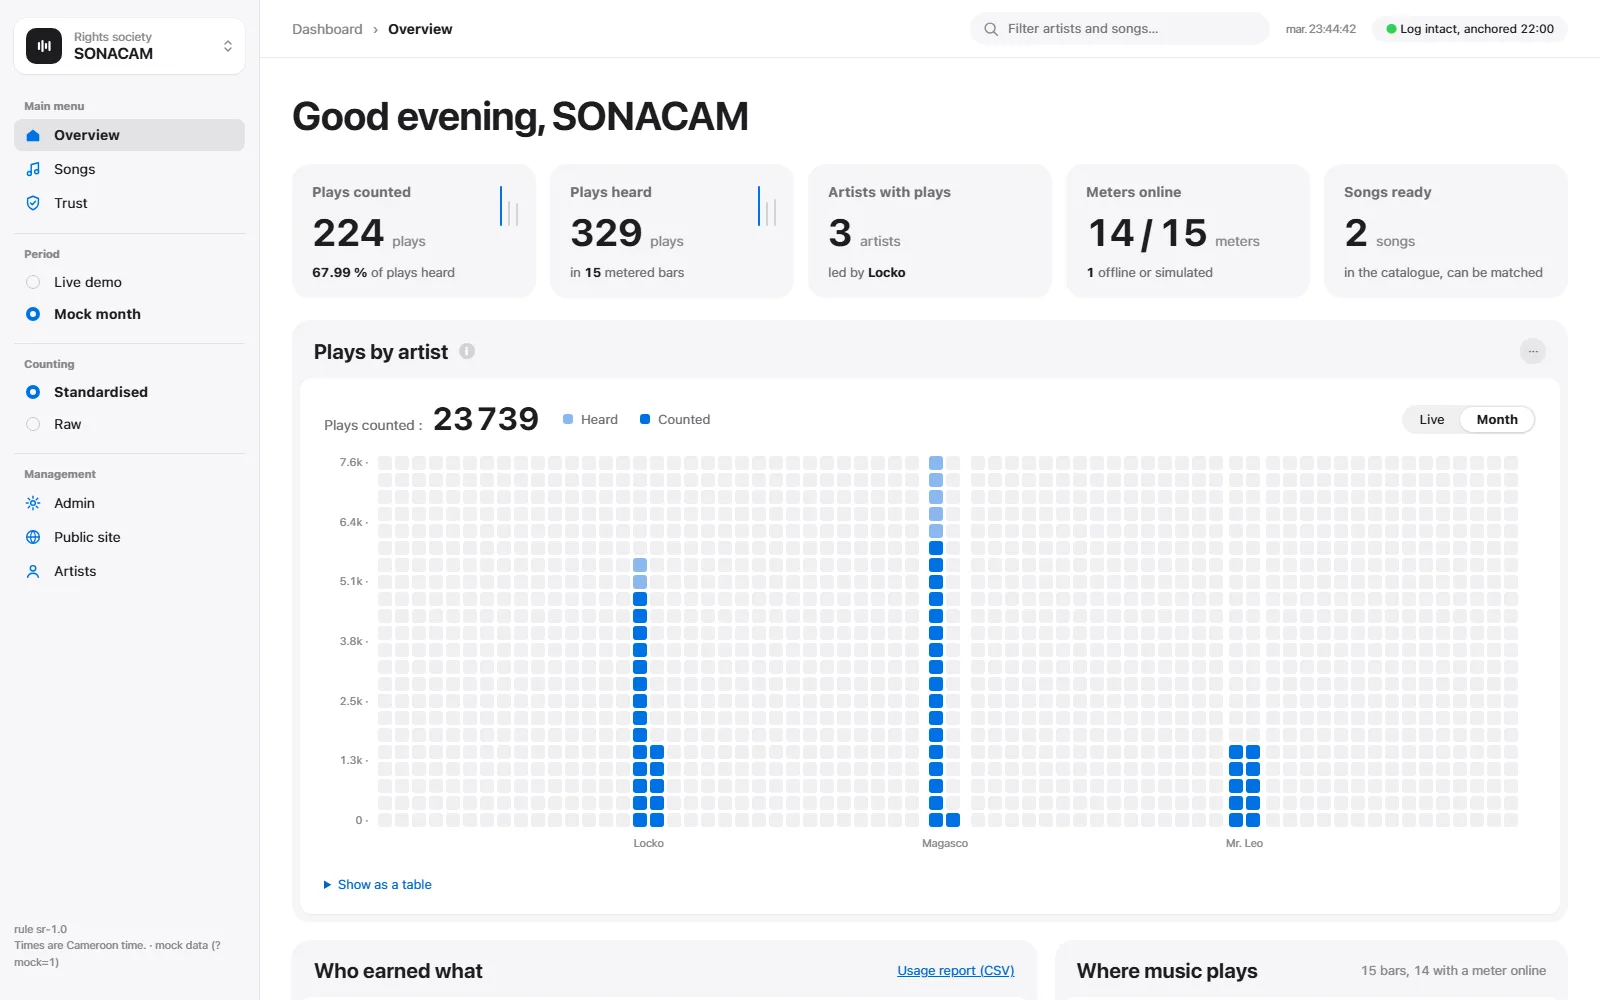 Rights society
SONACAM
Main menu
Overview
Songs
Trust
Period
Live demo
Mock month
Counting
Standardised
Raw
Management
Admin
Public site
Artists
rule sr-1.0
Times are Cameroon time. · mock data (?
mock=1)
Dashboard › Overview
Filter artists and songs...
mar. 23:44:42
Log intact, anchored 22:00
Good evening, SONACAM
Plays counted
224 plays
67.99 % of plays heard
Plays heard
329 plays
in 15 metered bars
Artists with plays
3 artists
led by Locko
Meters online
14 / 15 meters
1 offline or simulated
Songs ready
2 songs
in the catalogue, can be matched
Plays by artist
Plays counted : 23 739
Heard
Counted
Live
Month
7.6k
6.4k
5.1k
3.8k
2.5k
1.3k
0
Locko
Magasco
Mr. Leo
Show as a table
Who earned what
Usage report (CSV)
Where music plays
15 bars, 14 with a meter online